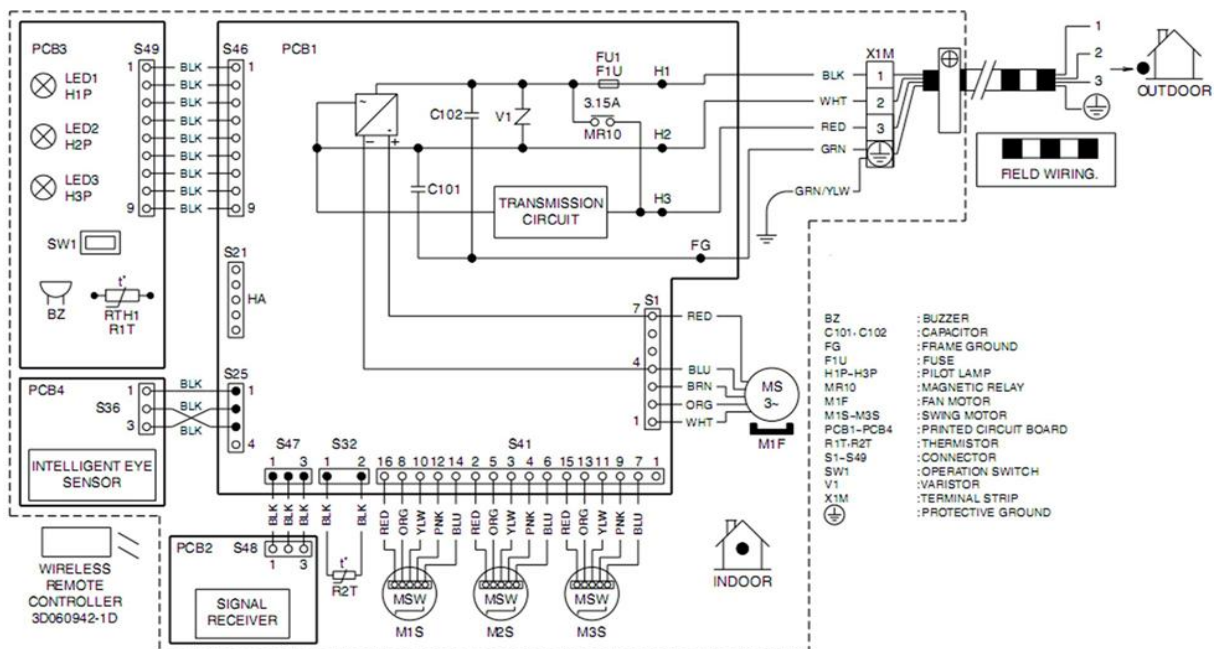 PCB3
S49
S46
PCB1
FU1
F1U
3.15A
MR10
H1
H2
H3
X1M
1
2
3
OUTDOOR
LED1
H1P
LED2
H2P
LED3
H3P
1 BLK 1
BLK
BLK
BLK
BLK
BLK
BLK
BLK
9 BLK 9
C102
V1
~
− +
C101
TRANSMISSION
CIRCUIT
BLK 1
WHT 2
RED 3
GRN
GRN/YLW
FIELD WIRING.
SW1
S21
HA
FG
BZ
t°
RTH1
R1T
S1
7 RED
4 BLU
BRN
ORG
1 WHT
MS
3~
M1F
PCB4
S36
1 BLK 1
BLK
3 BLK
4
S25
INTELLIGENT EYE
SENSOR
S47
1 3
S32
1 2
S41
16 8 10 12 14 2 5 3 4 6 15 13 11 9 7 1
BLK BLK BLK BLK
RED ORG YLW PNK BLU RED ORG YLW PNK BLU RED ORG YLW PNK BLU
PCB2
S48
1 3
SIGNAL
RECEIVER
t°
R2T
MSW
M1S
MSW
M2S
MSW
M3S
INDOOR
WIRELESS
REMOTE
CONTROLLER
3D060942-1D
BZ :BUZZER
C101·C102 :CAPACITOR
FG :FRAME GROUND
F1U :FUSE
H1P-H3P :PILOT LAMP
MR10 :MAGNETIC RELAY
M1F :FAN MOTOR
M1S-M3S :SWING MOTOR
PCB1-PCB4 :PRINTED CIRCUIT BOARD
R1T·R2T :THERMISTOR
S1-S49 :CONNECTOR
SW1 :OPERATION SWITCH
V1 :VARISTOR
X1M :TERMINAL STRIP
:PROTECTIVE GROUND